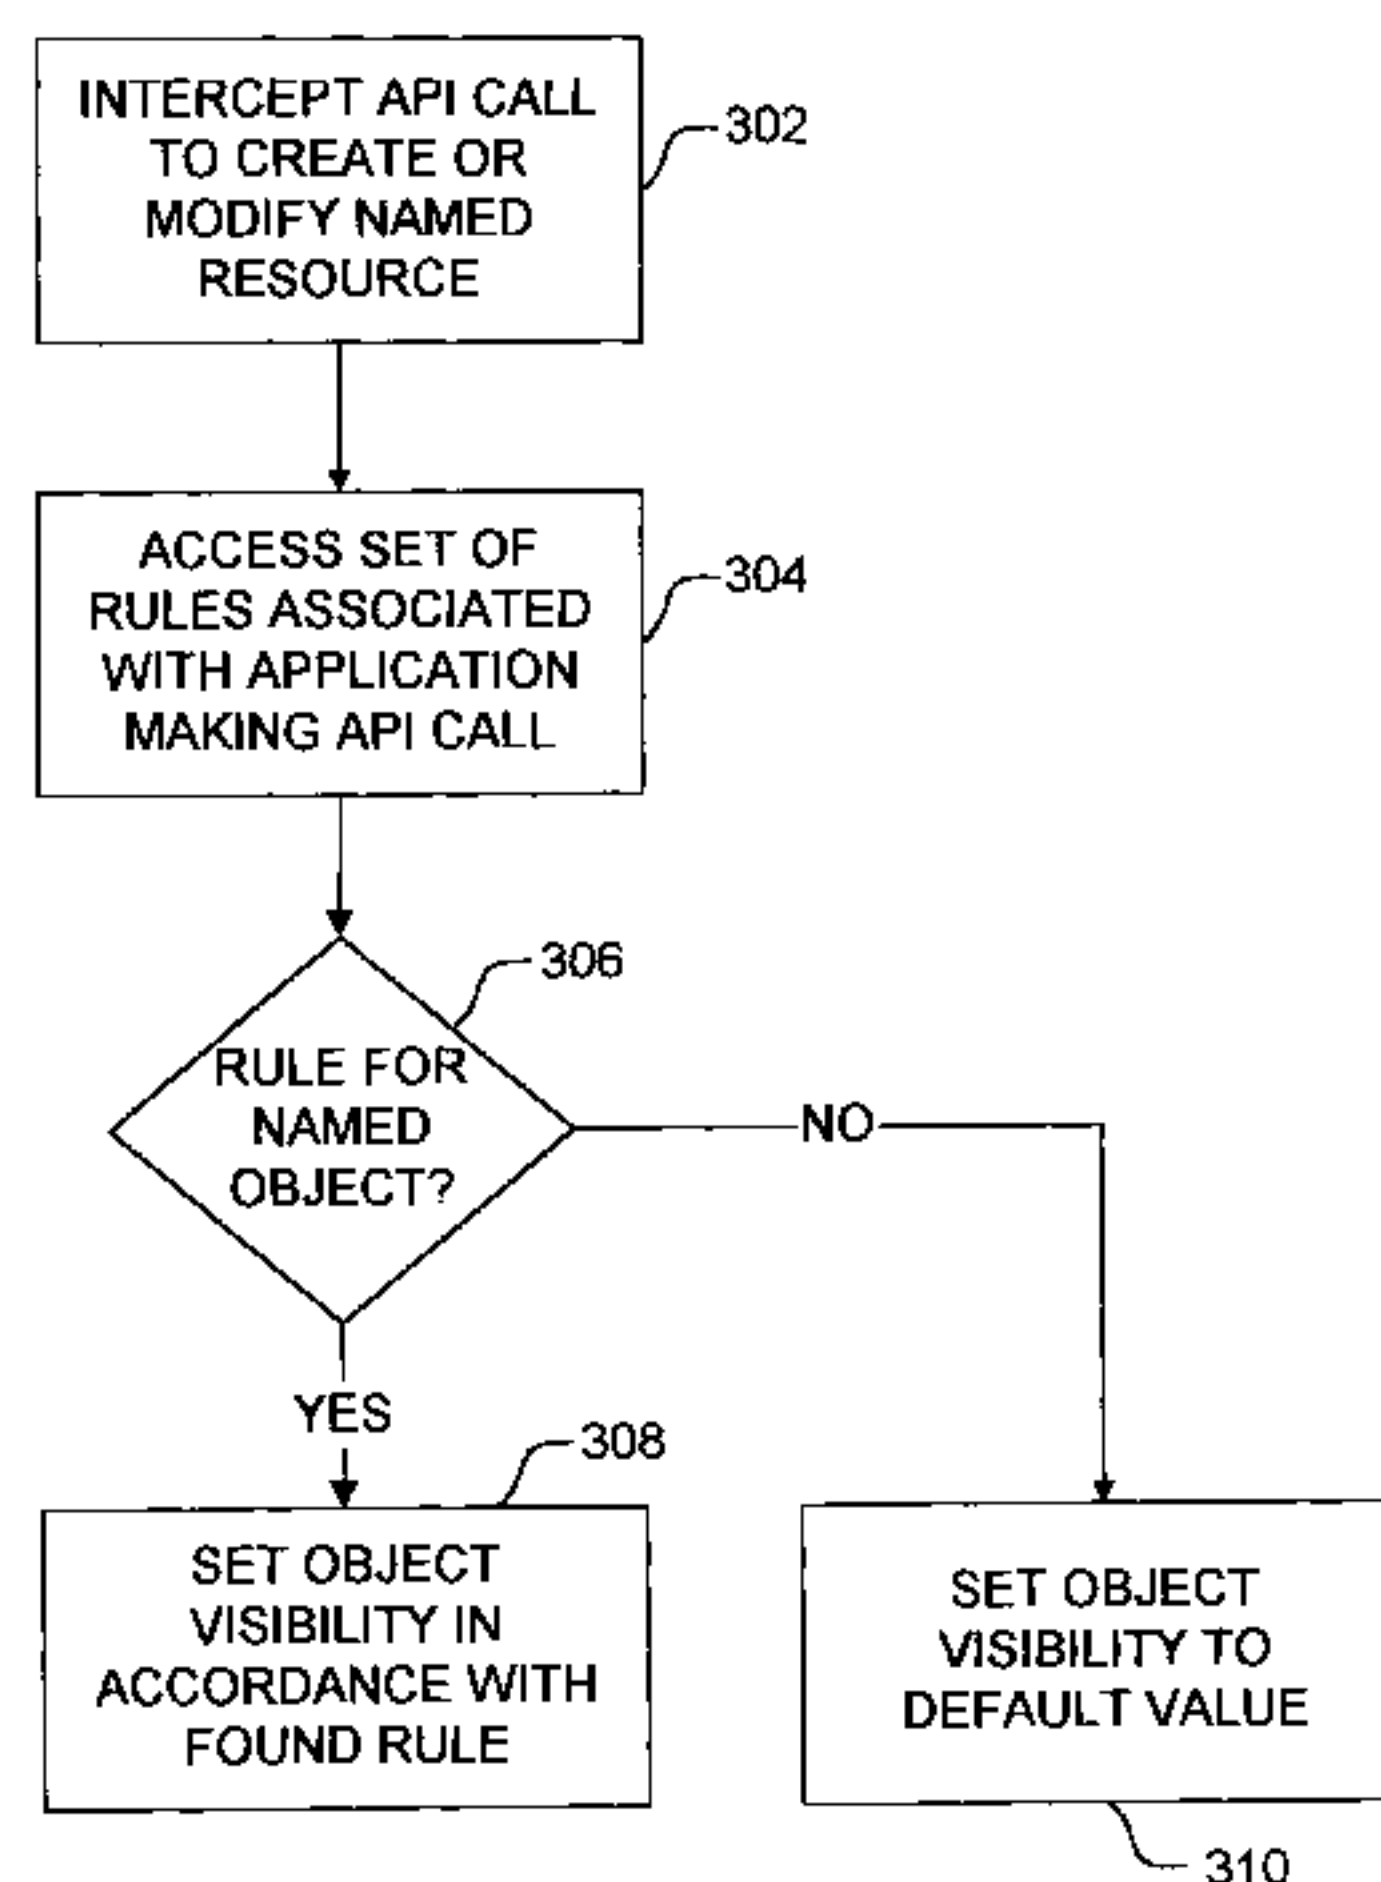 INTERCEPT API CALL
TO CREATE OR
MODIFY NAMED
RESOURCE
302
ACCESS SET OF
RULES ASSOCIATED
WITH APPLICATION
MAKING API CALL
304
306
RULE FOR
NAMED
OBJECT?
NO
YES
308
SET OBJECT
VISIBILITY IN
ACCORDANCE WITH
FOUND RULE
SET OBJECT
VISIBILITY TO
DEFAULT VALUE
310